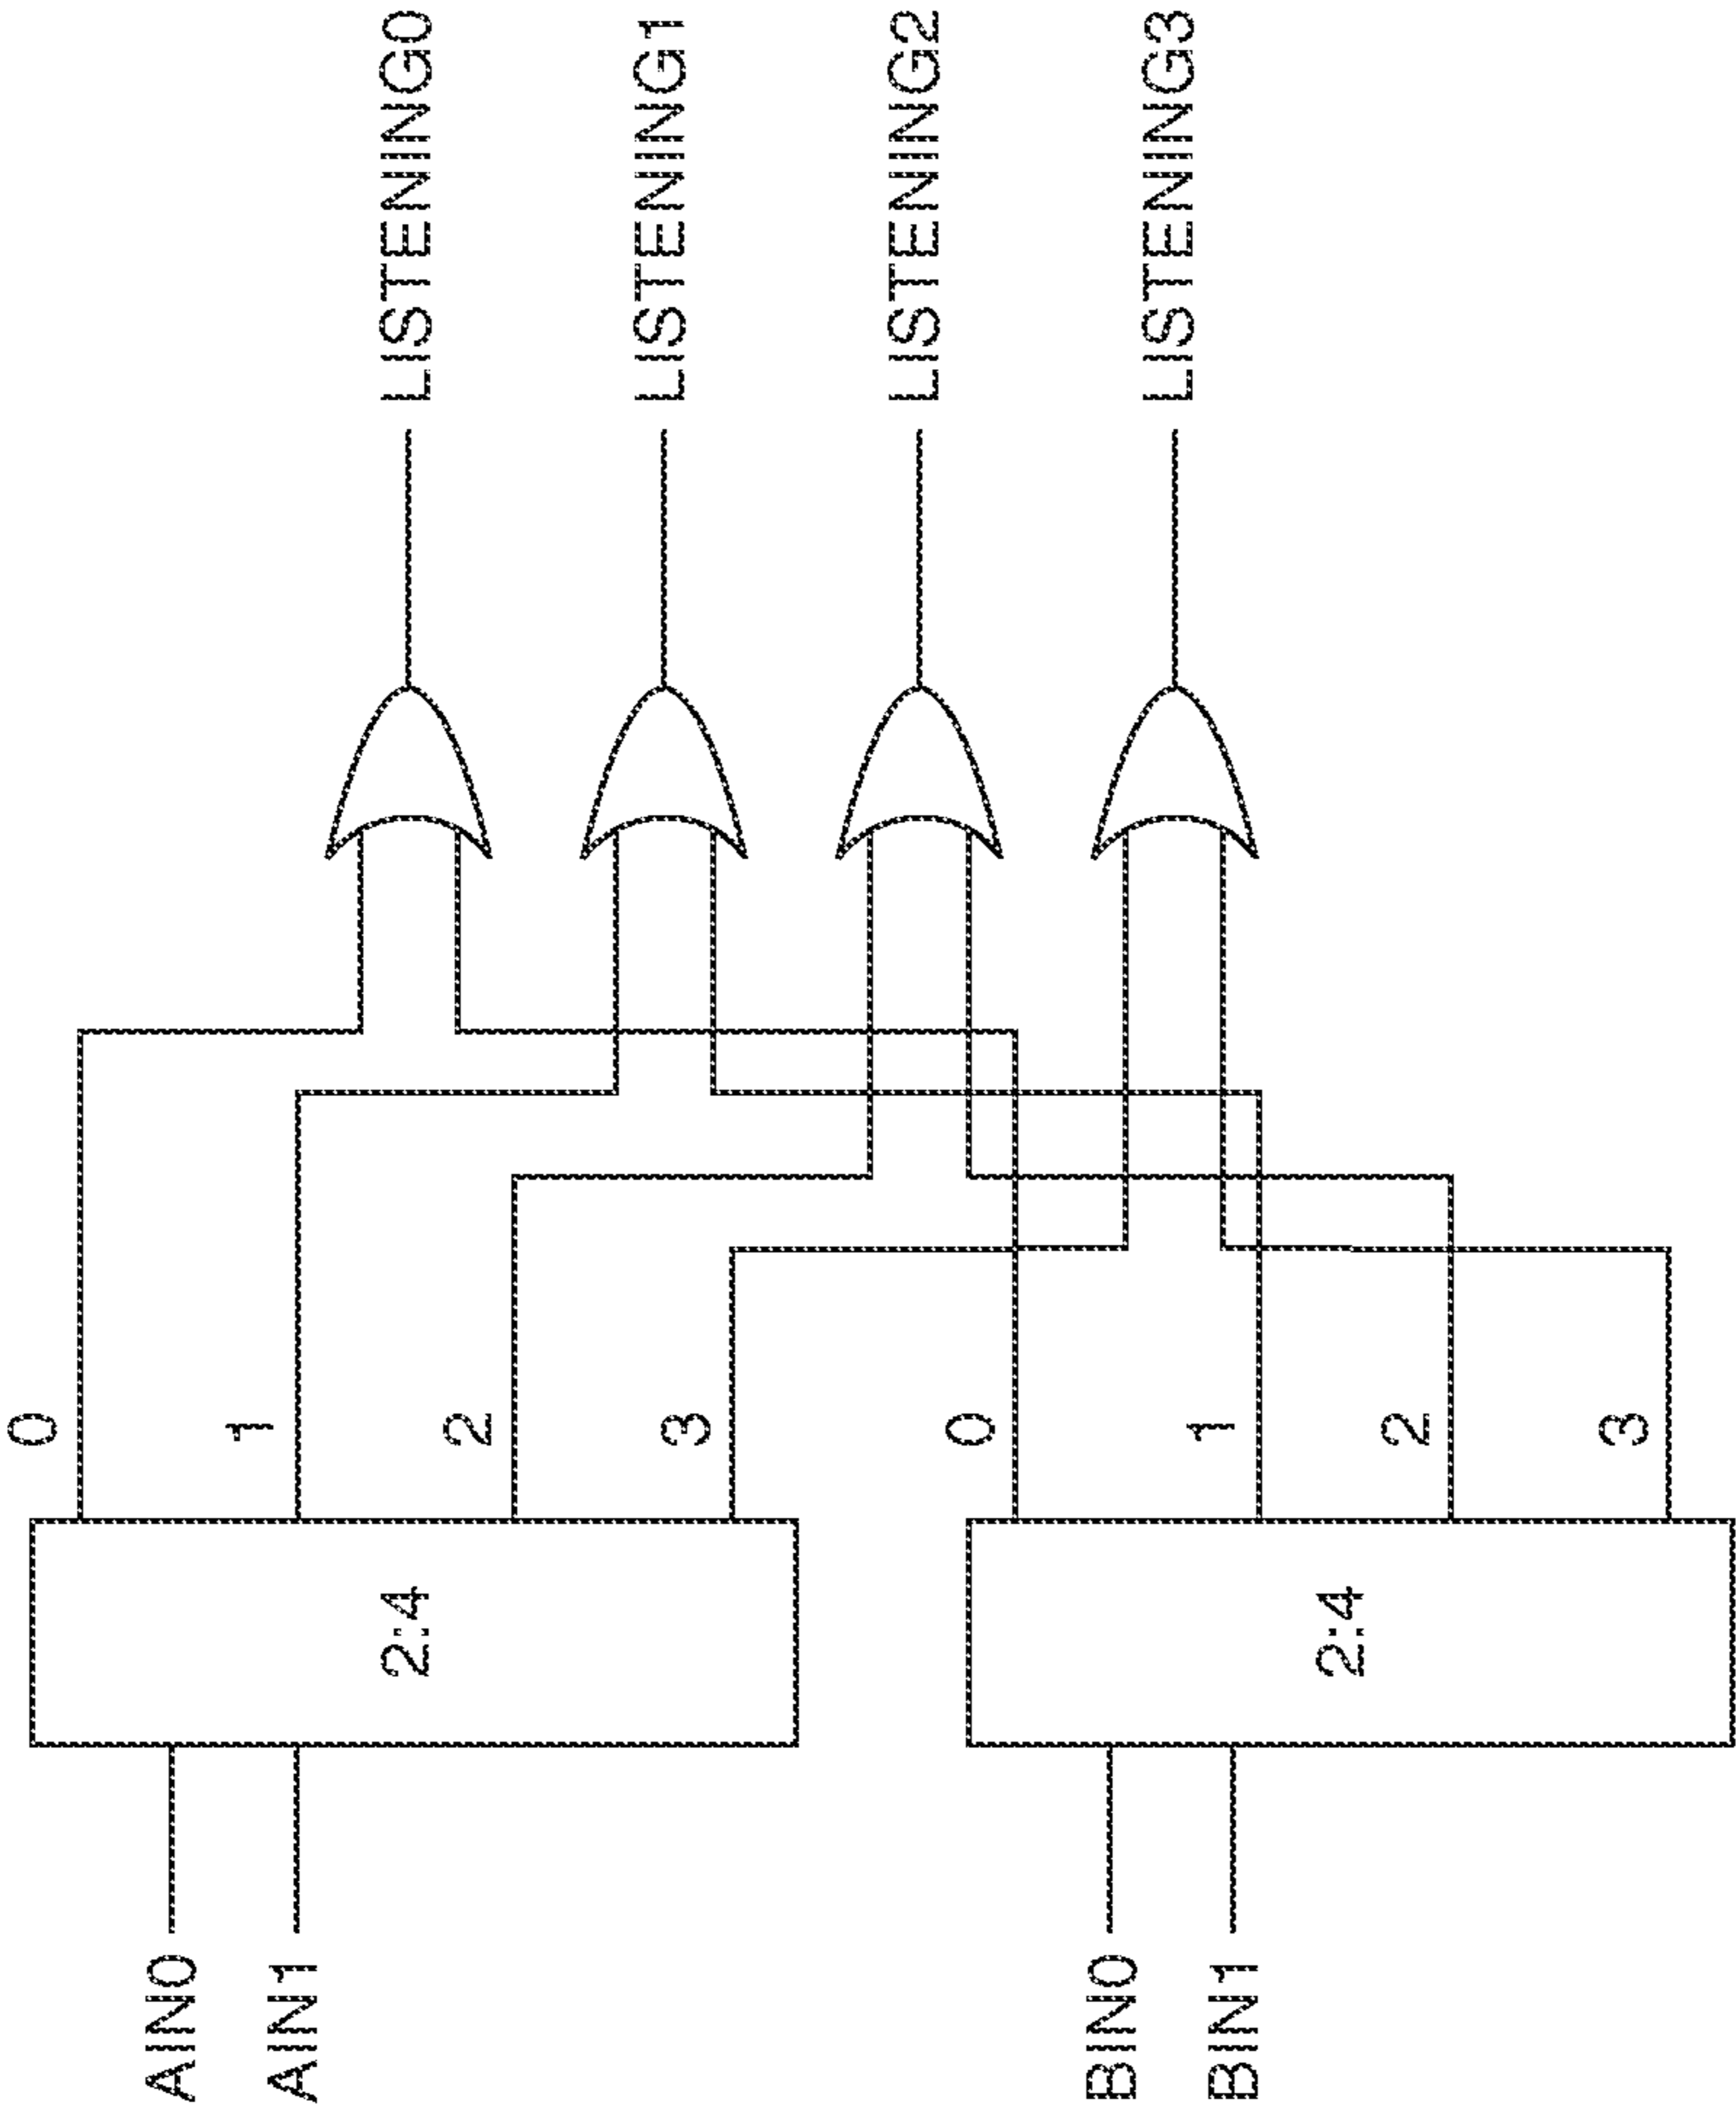 AIN0
AIN1
2:4
0
1
2
3
BIN0
BIN1
2:4
0
1
2
3
LISTENING0
LISTENING1
LISTENING2
LISTENING3